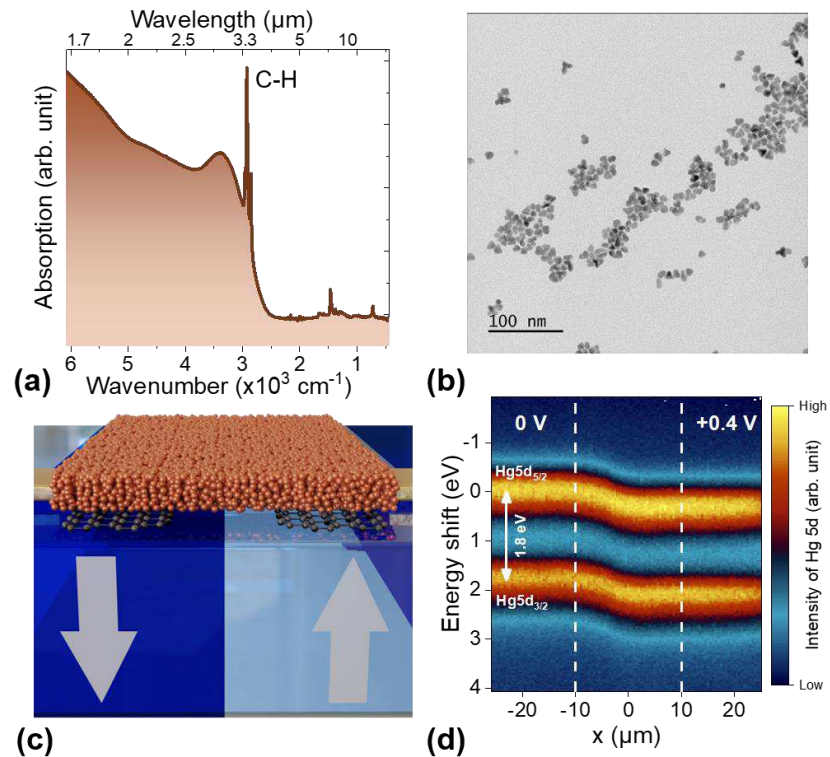 Wavelength (µm)
1.7 2 2.5 3.3 5 10
C-H
Absorption (arb. unit)
6 5 4 3 2 1
Wavenumber (x10³ cm⁻¹)
(a)
100 nm
(b)
(c)
0 V
+0.4 V
Hg5d₅/₂
1.8 eV
Hg5d₃/₂
Energy shift (eV)
-1
0
1
2
3
4
-20 -10 0 10 20
x (µm)
High
Intensity of Hg 5d (arb. unit)
Low
(d)